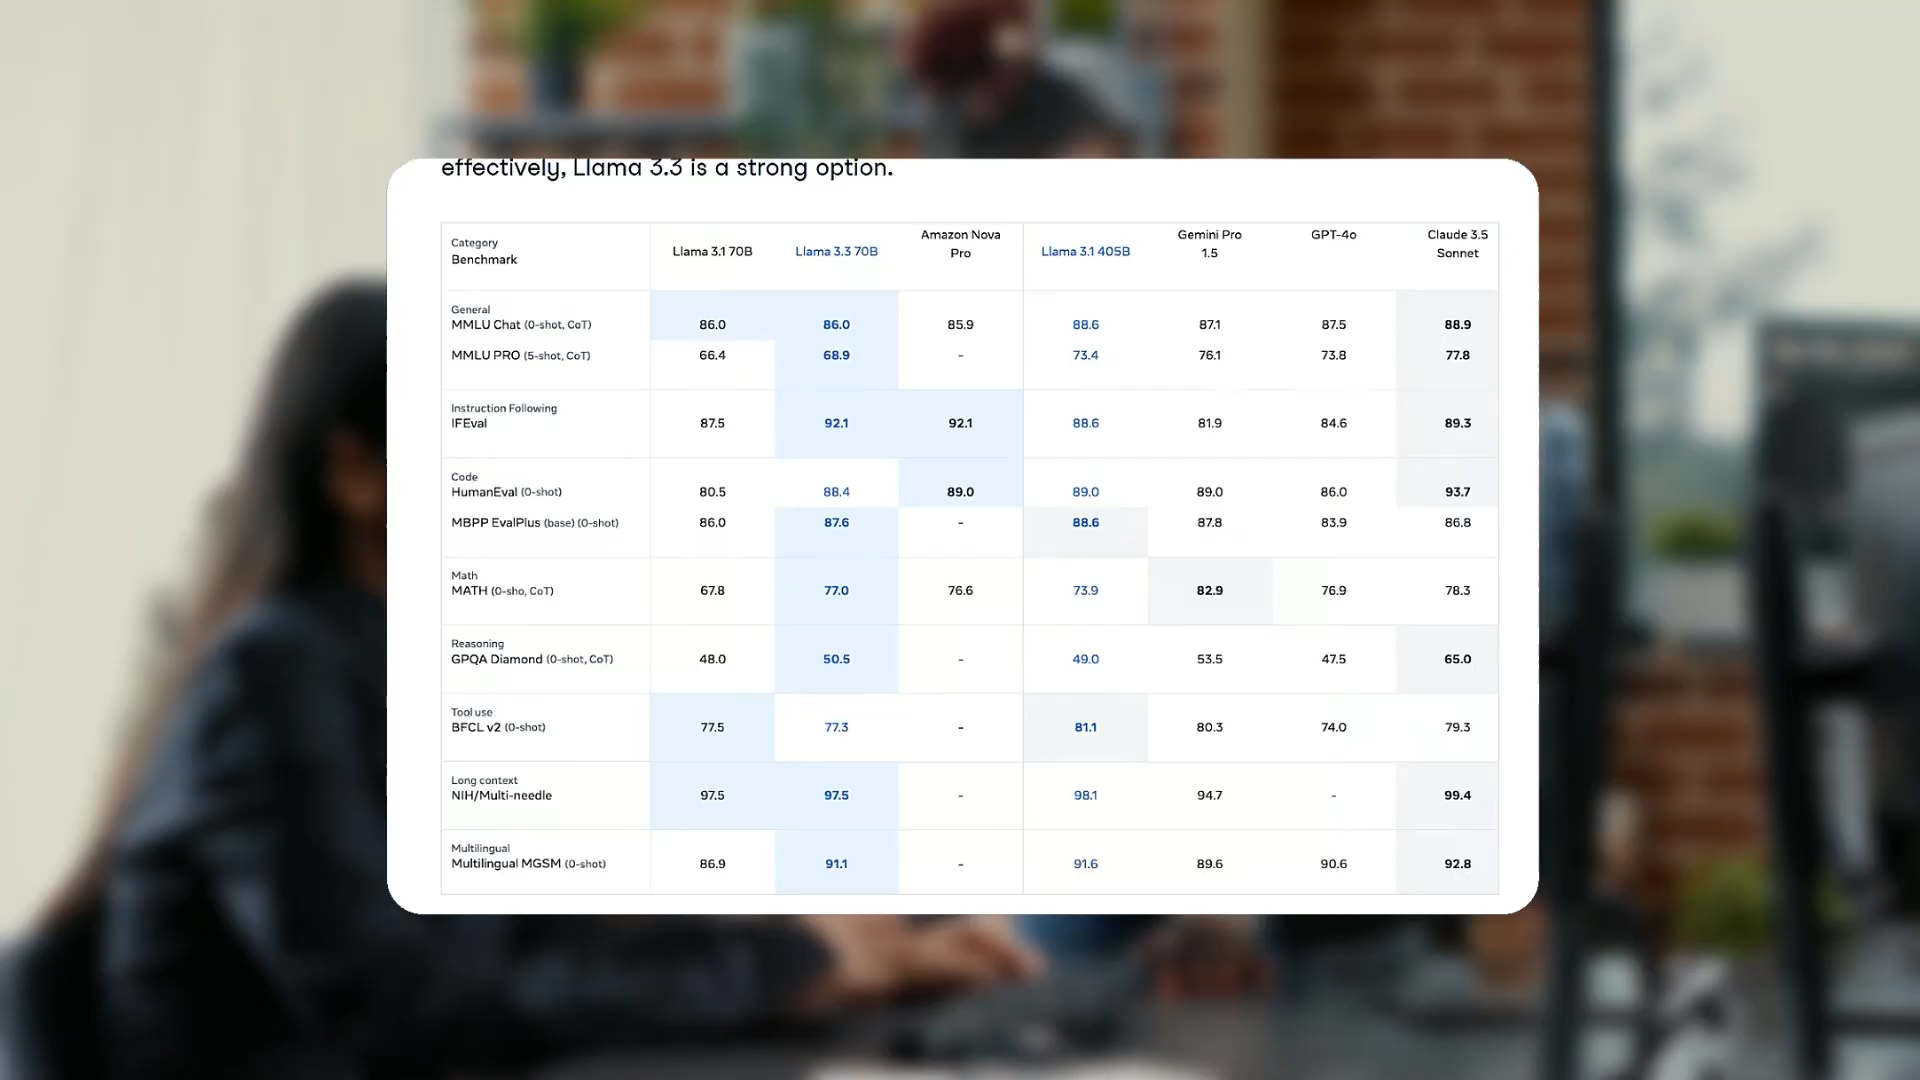 effectively, Llama 3.3 is a strong option.
Category
Benchmark
Llama 3.1 70B
Llama 3.3 70B
Amazon Nova
Pro
Llama 3.1 405B
Gemini Pro
1.5
GPT-4o
Claude 3.5
Sonnet
General
MMLU Chat (0-shot, CoT) 86.0 86.0 85.9 88.6 87.1 87.5 88.9
MMLU PRO (5-shot, CoT) 66.4 68.9 - 73.4 76.1 73.8 77.8
Instruction Following
IFEval 87.5 92.1 92.1 88.6 81.9 84.6 89.3
Code
HumanEval (0-shot) 80.5 88.4 89.0 89.0 89.0 86.0 93.7
MBPP EvalPlus (base) (0-shot) 86.0 87.6 - 88.6 87.8 83.9 86.8
Math
MATH (0-sho, CoT) 67.8 77.0 76.6 73.9 82.9 76.9 78.3
Reasoning
GPQA Diamond (0-shot, CoT) 48.0 50.5 - 49.0 53.5 47.5 65.0
Tool use
BFCL v2 (0-shot) 77.5 77.3 - 81.1 80.3 74.0 79.3
Long context
NIH/Multi-needle 97.5 97.5 - 98.1 94.7 - 99.4
Multilingual
Multilingual MGSM (0-shot) 86.9 91.1 - 91.6 89.6 90.6 92.8